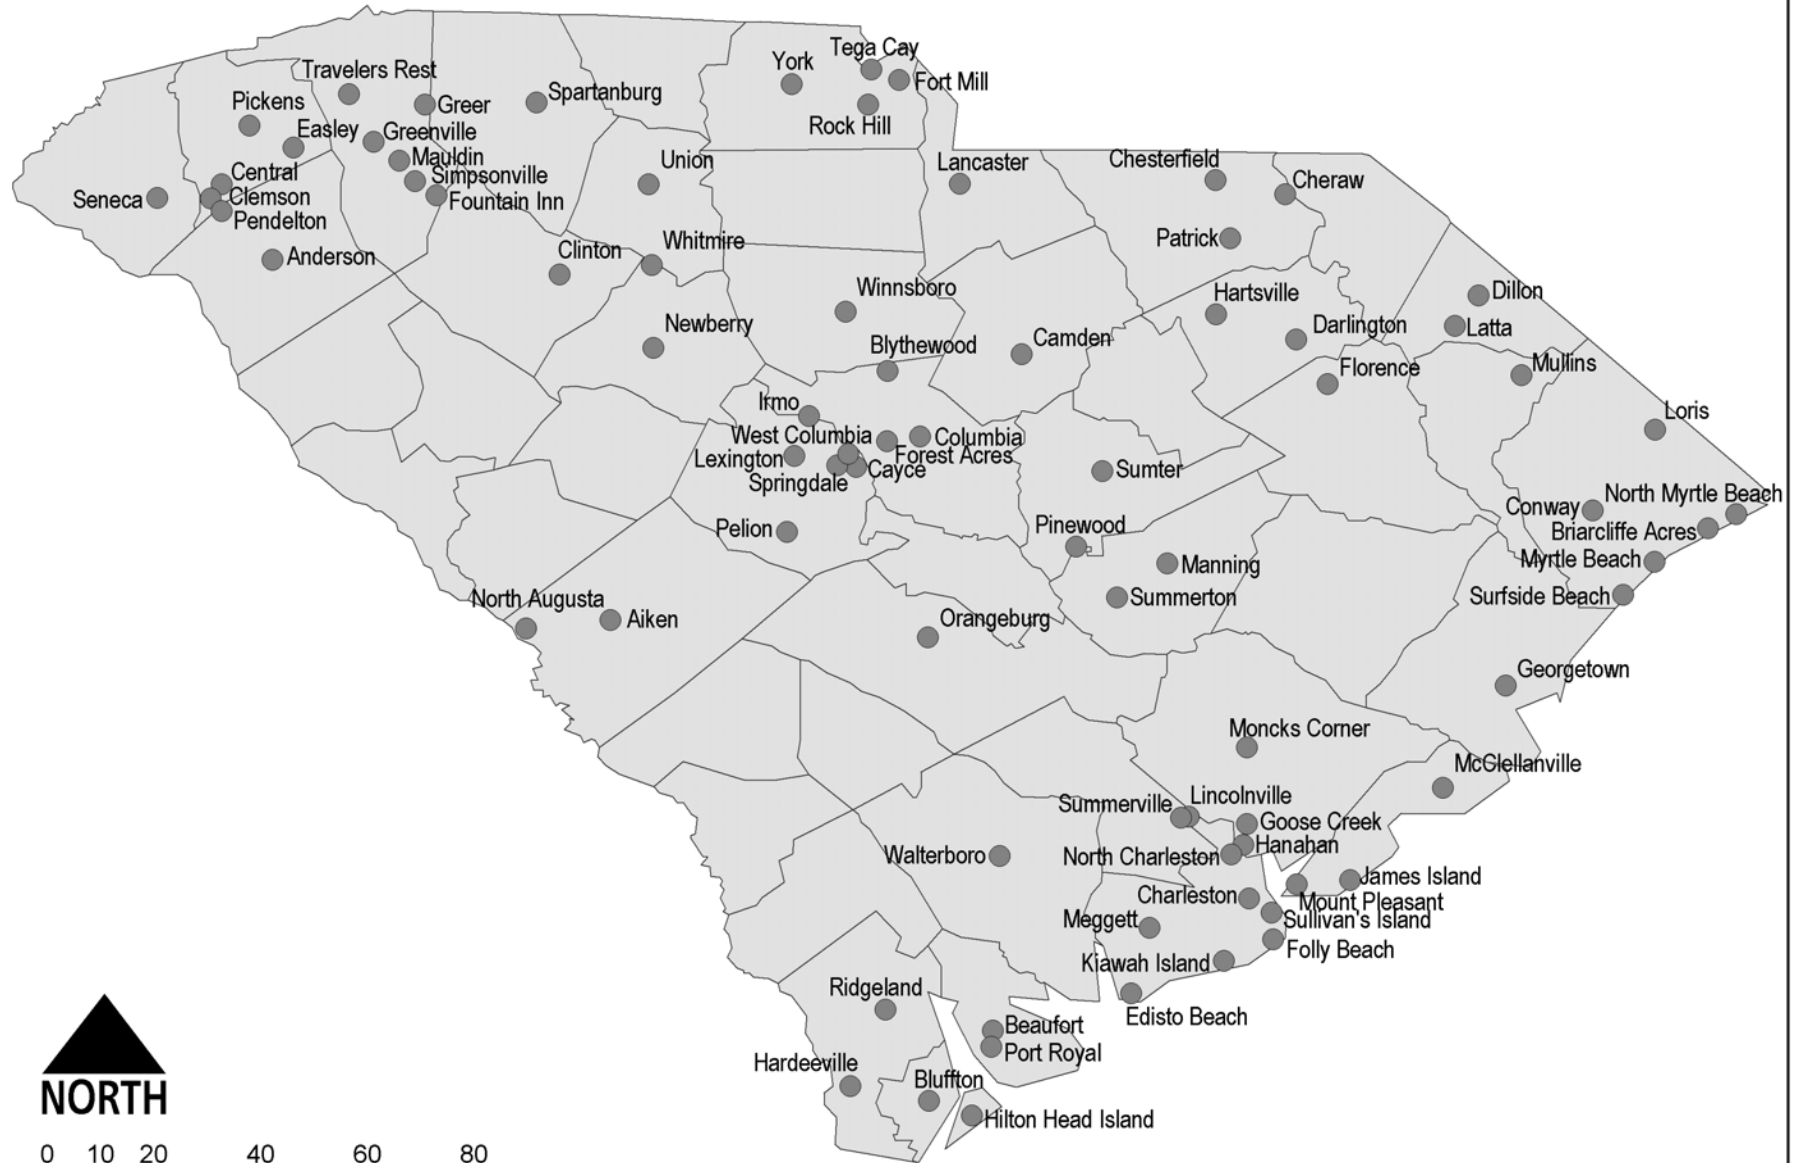 Tega Cay
York
Travelers Rest
Fort Mill
Spartanburg
Pickens
Greer
Rock Hill
Easley
Greenville
Mauldin
Union
Lancaster
Chesterfield
Central
Simpsonville
Cheraw
Seneca
Clemson
Fountain Inn
Pendelton
Patrick
Whitmire
Clinton
Anderson
Winnsboro
Hartsville
Dillon
Newberry
Darlington
Latta
Camden
Blythewood
Florence
Mullins
Irmo
Loris
West Columbia
Columbia
Lexington
Forest Acres
Cayce
Sumter
Springdale
North Myrtle Beach
Conway
Pelion
Pinewood
Briarcliffe Acres
Manning
Myrtle Beach
North Augusta
Summerton
Surfside Beach
Aiken
Orangeburg
Georgetown
Moncks Corner
McClellanville
Summerville
Lincolnville
Goose Creek
Hanahan
Walterboro
North Charleston
James Island
Charleston
Mount Pleasant
Meggett
Sullivan's Island
Folly Beach
Kiawah Island
Ridgeland
Edisto Beach
Beaufort
Port Royal
Hardeeville
Bluffton
NORTH
Hilton Head Island
0 10 20 40 60 80